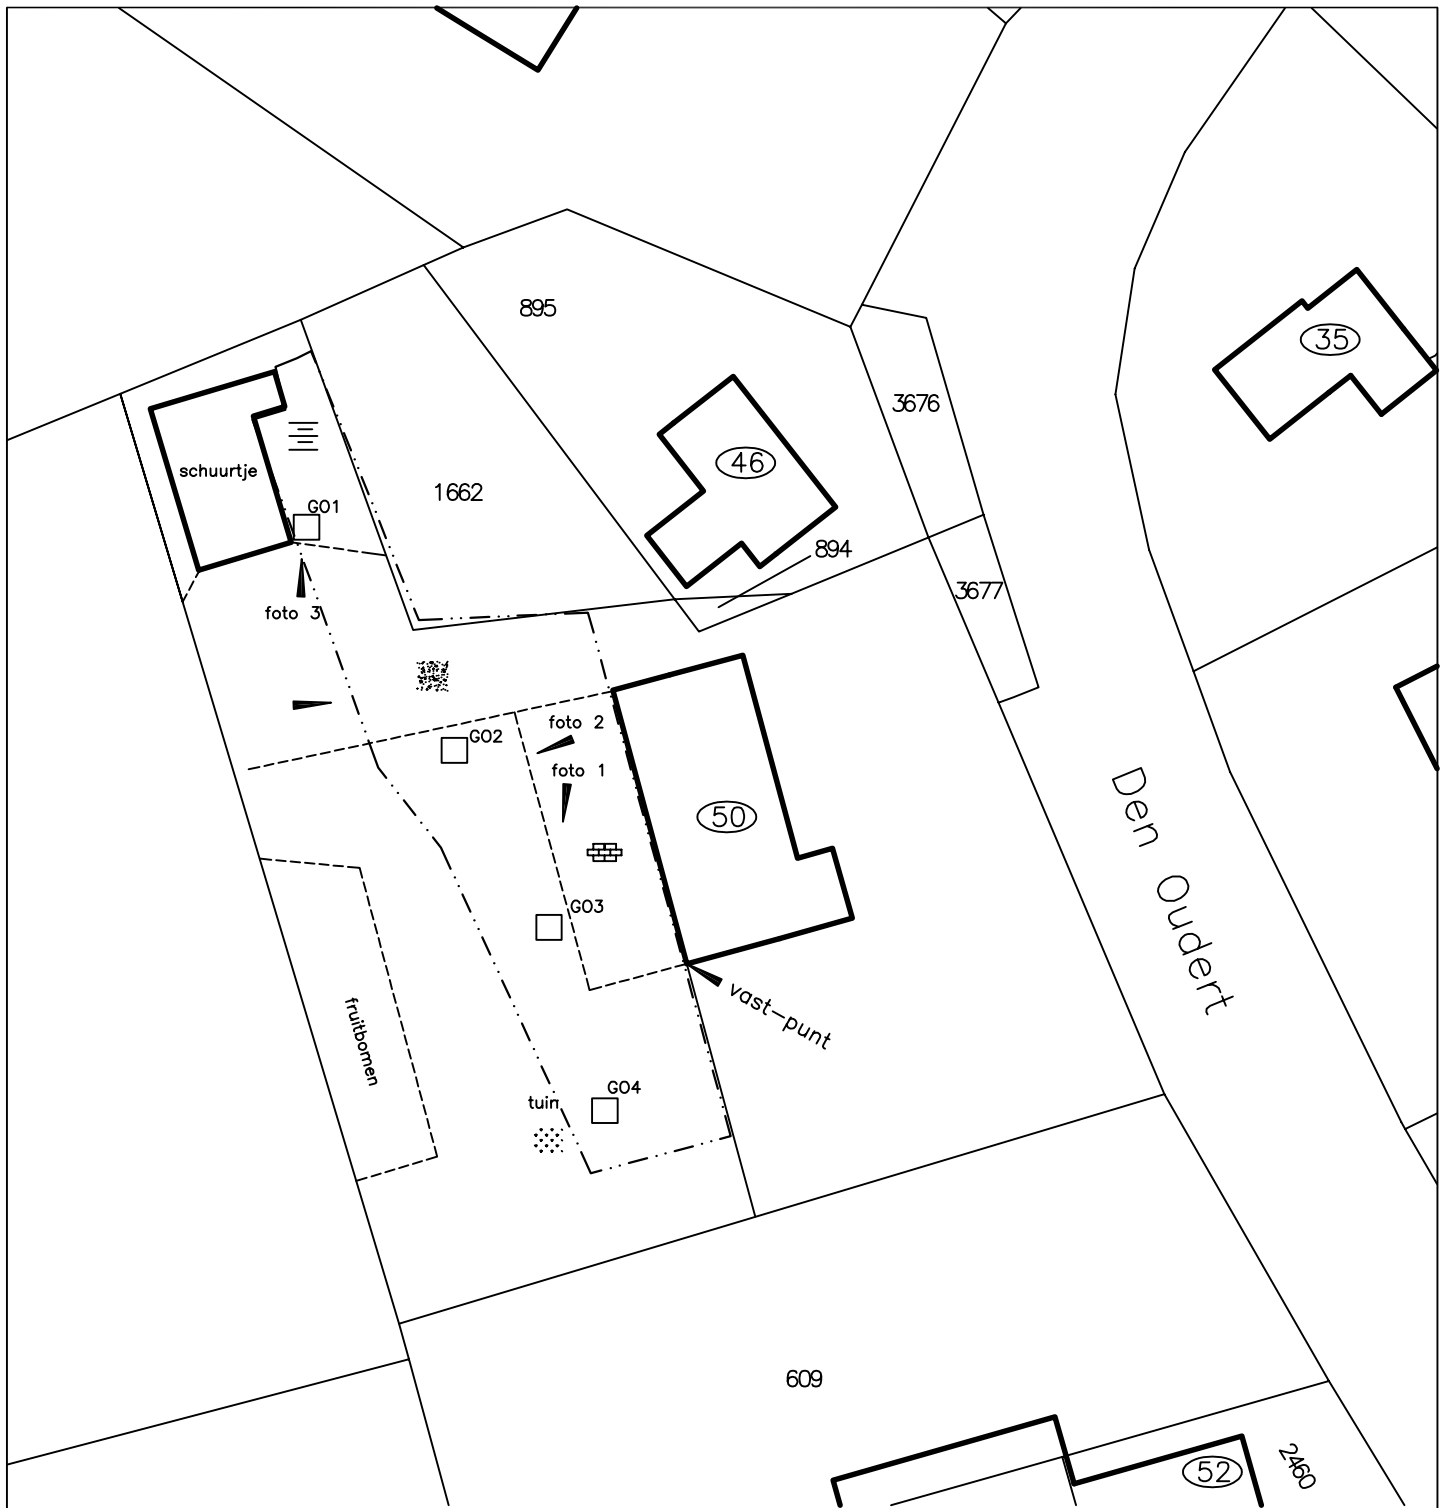 895
35
3676
46
schuurtje
1662
G01
894
3677
foto 3
foto 2
G02
foto 1
50
Den Oudert
G03
vast-punt
fruitbomen
G04
tuin
609
2460
52